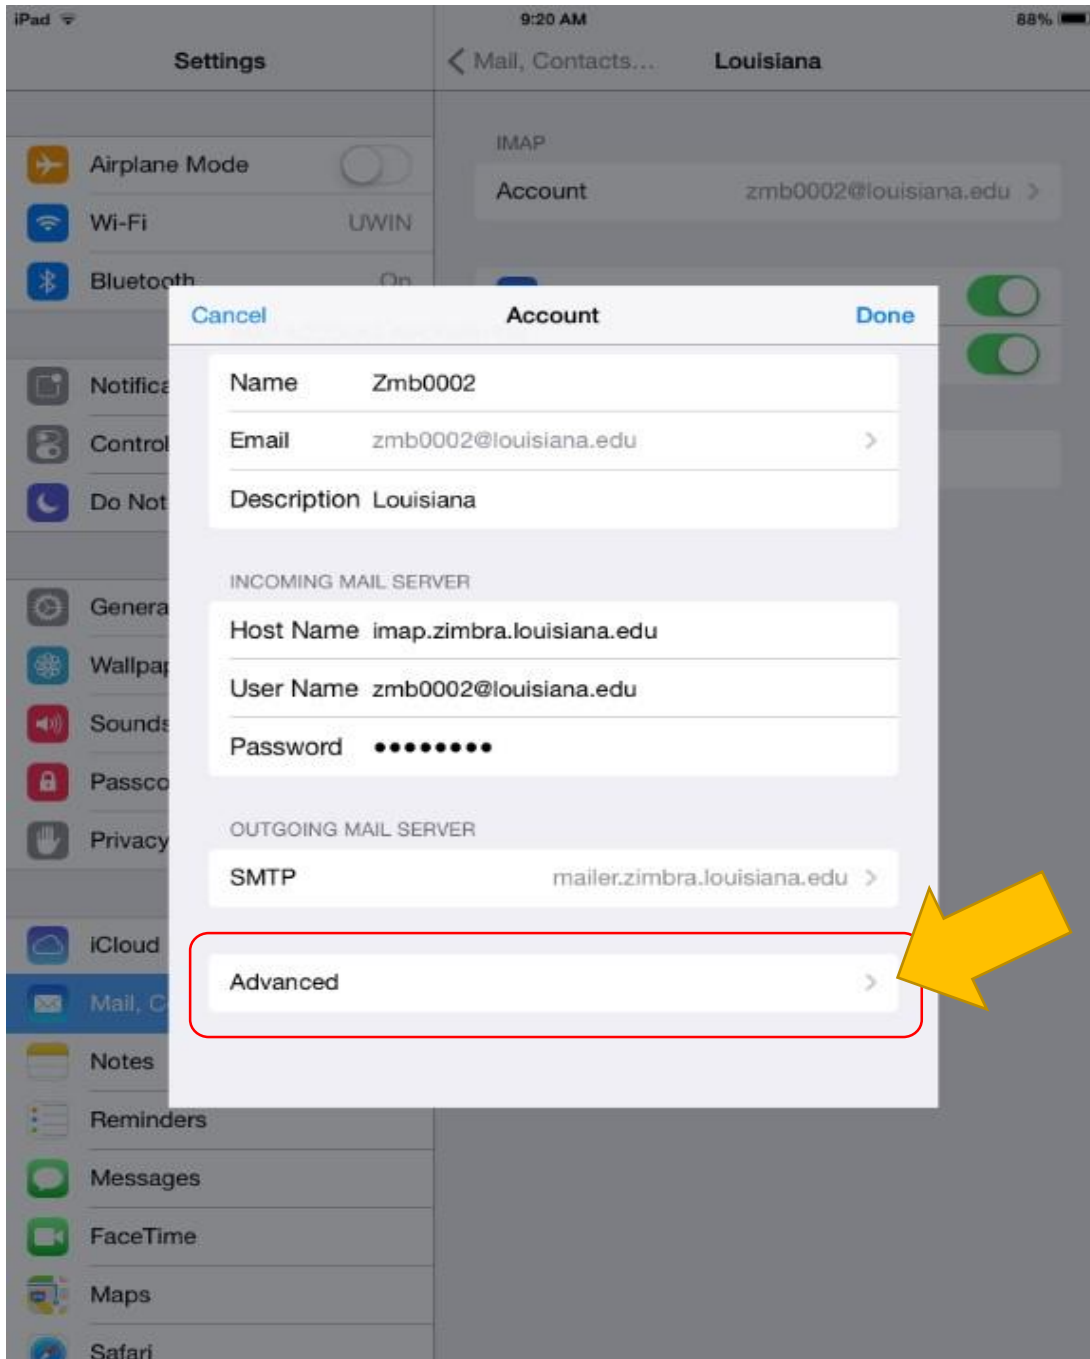 iPad 9:20 AM 88%
Settings
Mail, Contacts... Louisiana
Airplane Mode
Wi-Fi UWIN
Bluetooth On
Notifica
Control
Do Not
Genera
Wallpap
Sounds
Passco
Privacy
iCloud
Mail, C
Notes
Reminders
Messages
FaceTime
Maps
Safari
IMAP
Account zmb0002@louisiana.edu
Cancel Account Done
Name Zmb0002
Email zmb0002@louisiana.edu
Description Louisiana
INCOMING MAIL SERVER
Host Name imap.zimbra.louisiana.edu
User Name zmb0002@louisiana.edu
Password ●●●●●●●●
OUTGOING MAIL SERVER
SMTP mailer.zimbra.louisiana.edu
Advanced